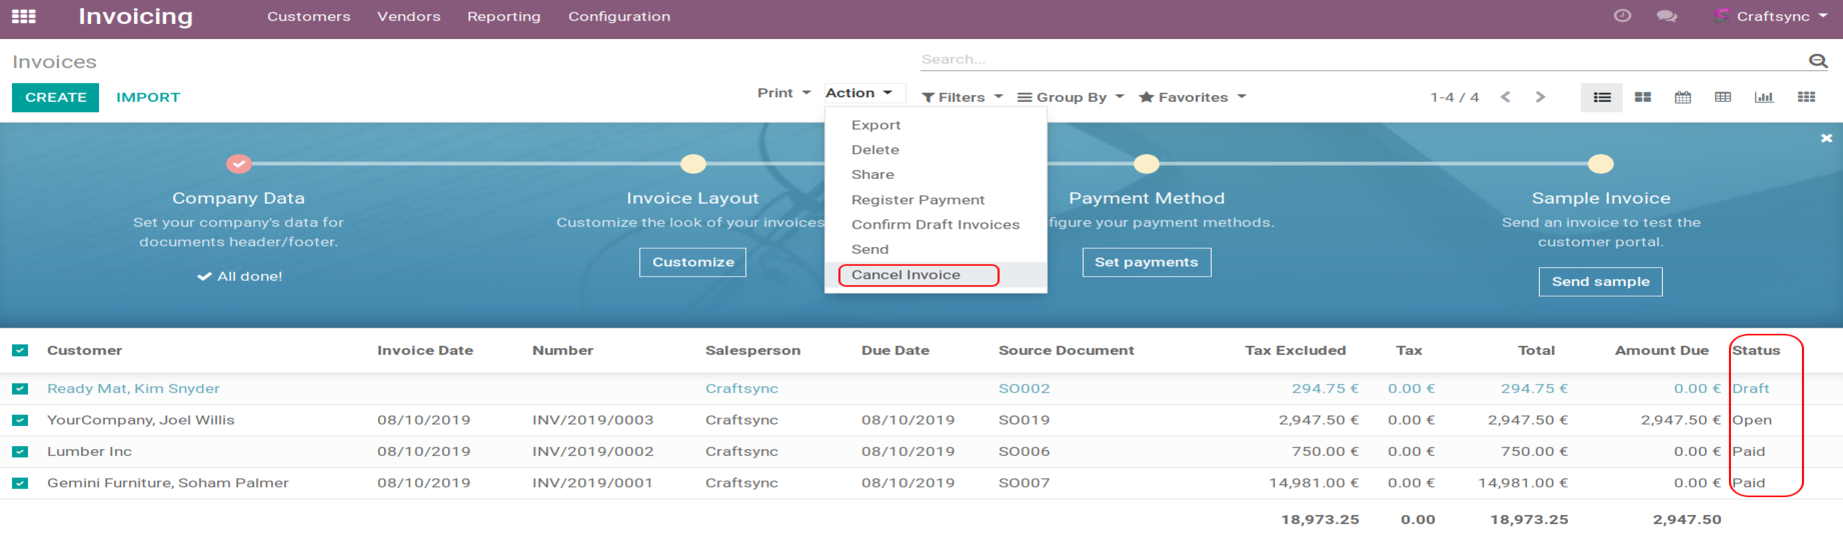 Invoicing Customers Vendors Reporting Configuration Craftsync
Invoices Search...
CREATE IMPORT Print Action Filters Group By Favorites 1-4 / 4
Export
Delete
Share
Register Payment
Confirm Draft Invoices
Send
Cancel Invoice
Company Data
Set your company's data for
documents header/footer.
All done!
Invoice Layout
Customize the look of your invoices
Customize
Payment Method
figure your payment methods.
Set payments
Sample Invoice
Send an invoice to test the
customer portal.
Send sample
Customer Invoice Date Number Salesperson Due Date Source Document Tax Excluded Tax Total Amount Due Status
Ready Mat, Kim Snyder Craftsync SO002 294.75 € 0.00 € 294.75 € 0.00 € Draft
YourCompany, Joel Willis 08/10/2019 INV/2019/0003 Craftsync 08/10/2019 SO019 2,947.50 € 0.00 € 2,947.50 € 2,947.50 € Open
Lumber Inc 08/10/2019 INV/2019/0002 Craftsync 08/10/2019 SO006 750.00 € 0.00 € 750.00 € 0.00 € Paid
Gemini Furniture, Soham Palmer 08/10/2019 INV/2019/0001 Craftsync 08/10/2019 SO007 14,981.00 € 0.00 € 14,981.00 € 0.00 € Paid
18,973.25 0.00 18,973.25 2,947.50